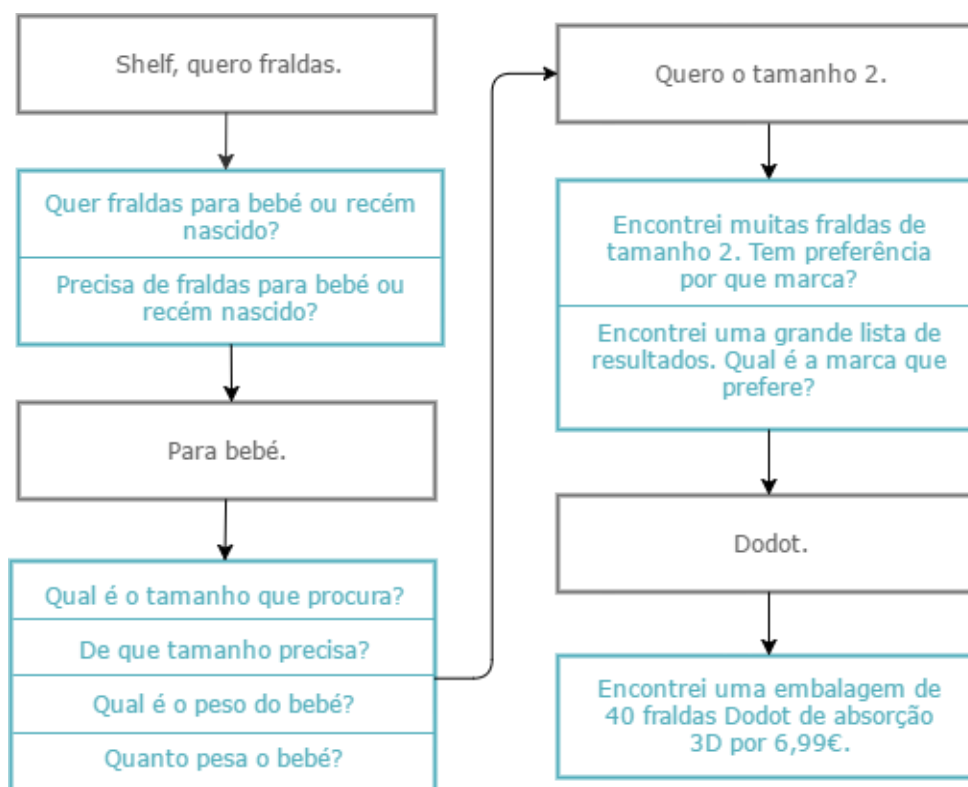 Shelf, quero fraldas.
Quer fraldas para bebé ou recém
nascido?
Precisa de fraldas para bebé ou
recém nascido?
Para bebé.
Qual é o tamanho que procura?
De que tamanho precisa?
Qual é o peso do bebé?
Quanto pesa o bebé?
Quero o tamanho 2.
Encontrei muitas fraldas de
tamanho 2. Tem preferência
por que marca?
Encontrei uma grande lista de
resultados. Qual é a marca que
prefere?
Dodot.
Encontrei uma embalagem de
40 fraldas Dodot de absorção
3D por 6,99€.